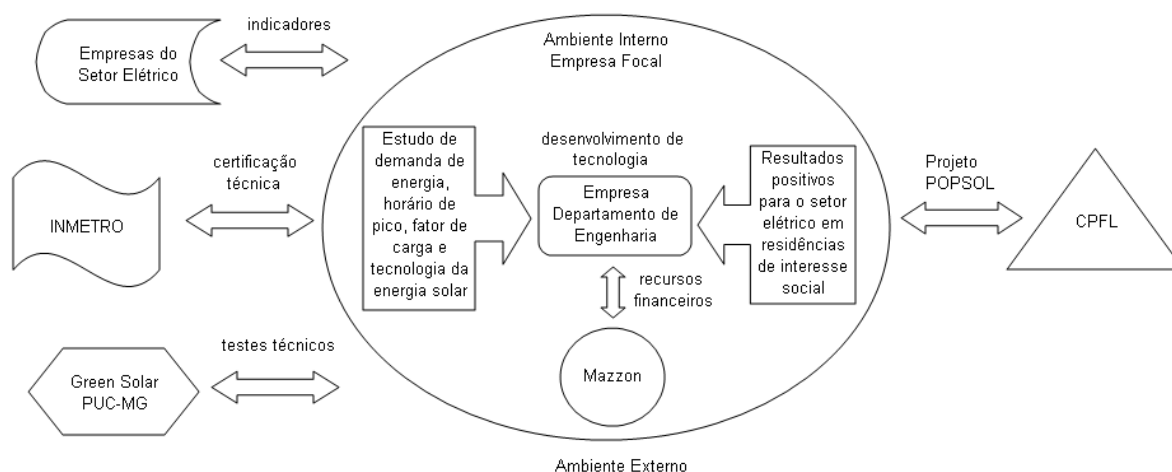 indicadores
Empresas do
Setor Elétrico
Ambiente Interno
Empresa Focal
certificação
técnica
INMETRO
Estudo de
demanda de
energia,
horário de
pico, fator de
carga e
tecnologia da
energia solar
desenvolvimento de
tecnologia
Empresa
Departamento de
Engenharia
recursos
financeiros
Mazzon
Resultados
positivos
para o setor
elétrico em
residências
de interesse
social
Projeto
POPSOL
CPFL
testes técnicos
Green Solar
PUC-MG
Ambiente Externo